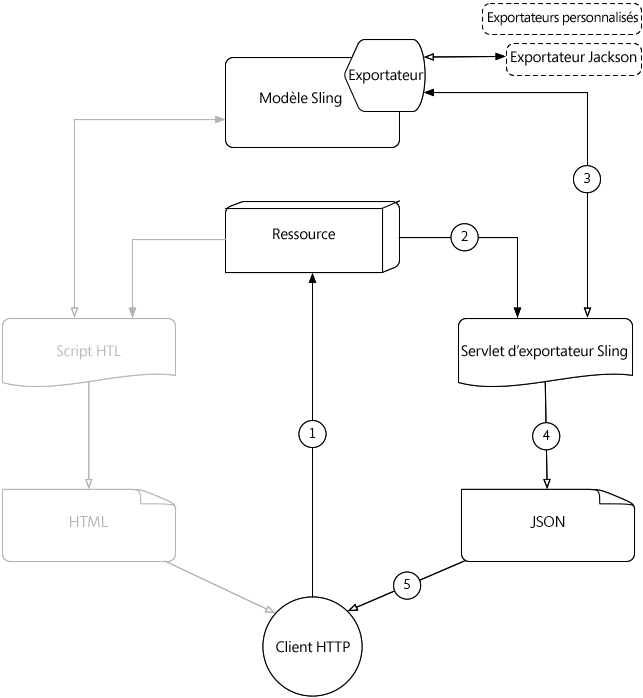 Exportateurs personnalisés
Exportateur Jackson
Exportateur
Modèle Sling
3
Ressource
2
Script HTL
Servlet d'exportateur Sling
1
4
HTML
JSON
5
Client HTTP